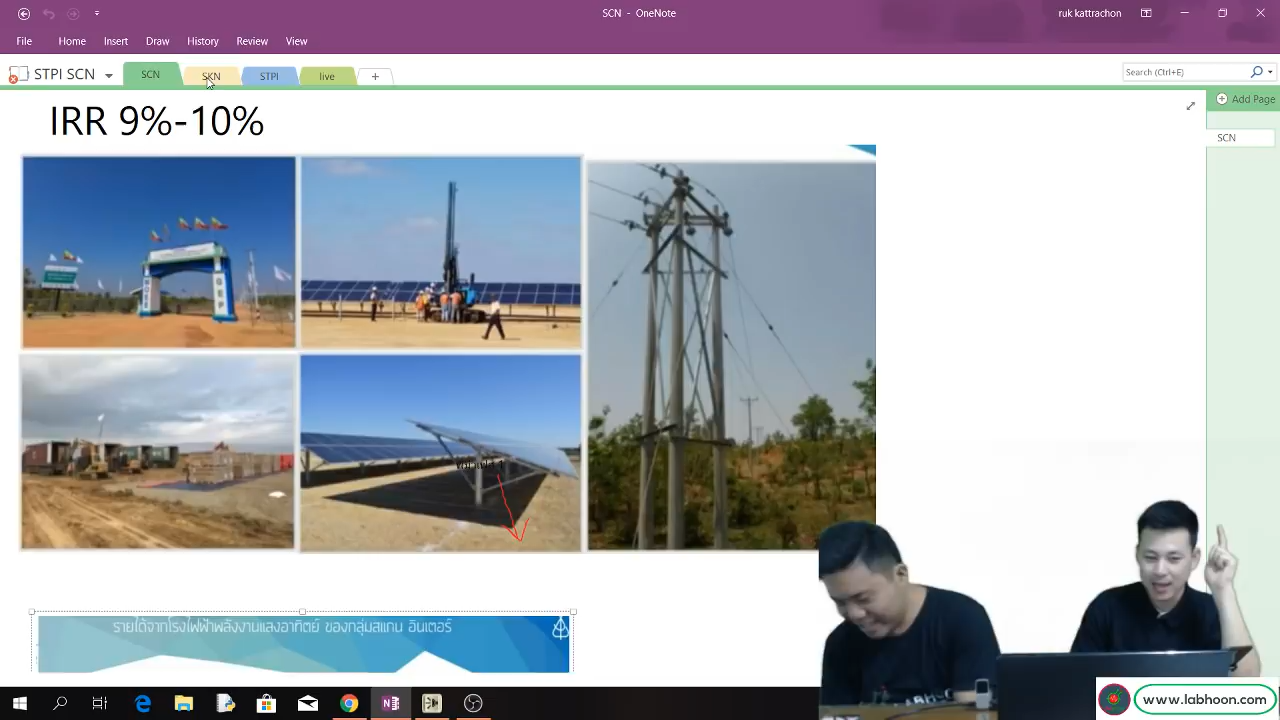 SCN - OneNote
ruk kattrachon
File
Home
Insert
Draw
History
Review
View
STPI SCN
SCN
SKN
STPI
live
+
Search (Ctrl+E)
Add Page
SCN
IRR 9%-10%
รายได้จากโรงไฟฟ้าพลังงานแสงอาทิตย์ ของกลุ่มสแกน อินเตอร์
www.labhoon.com